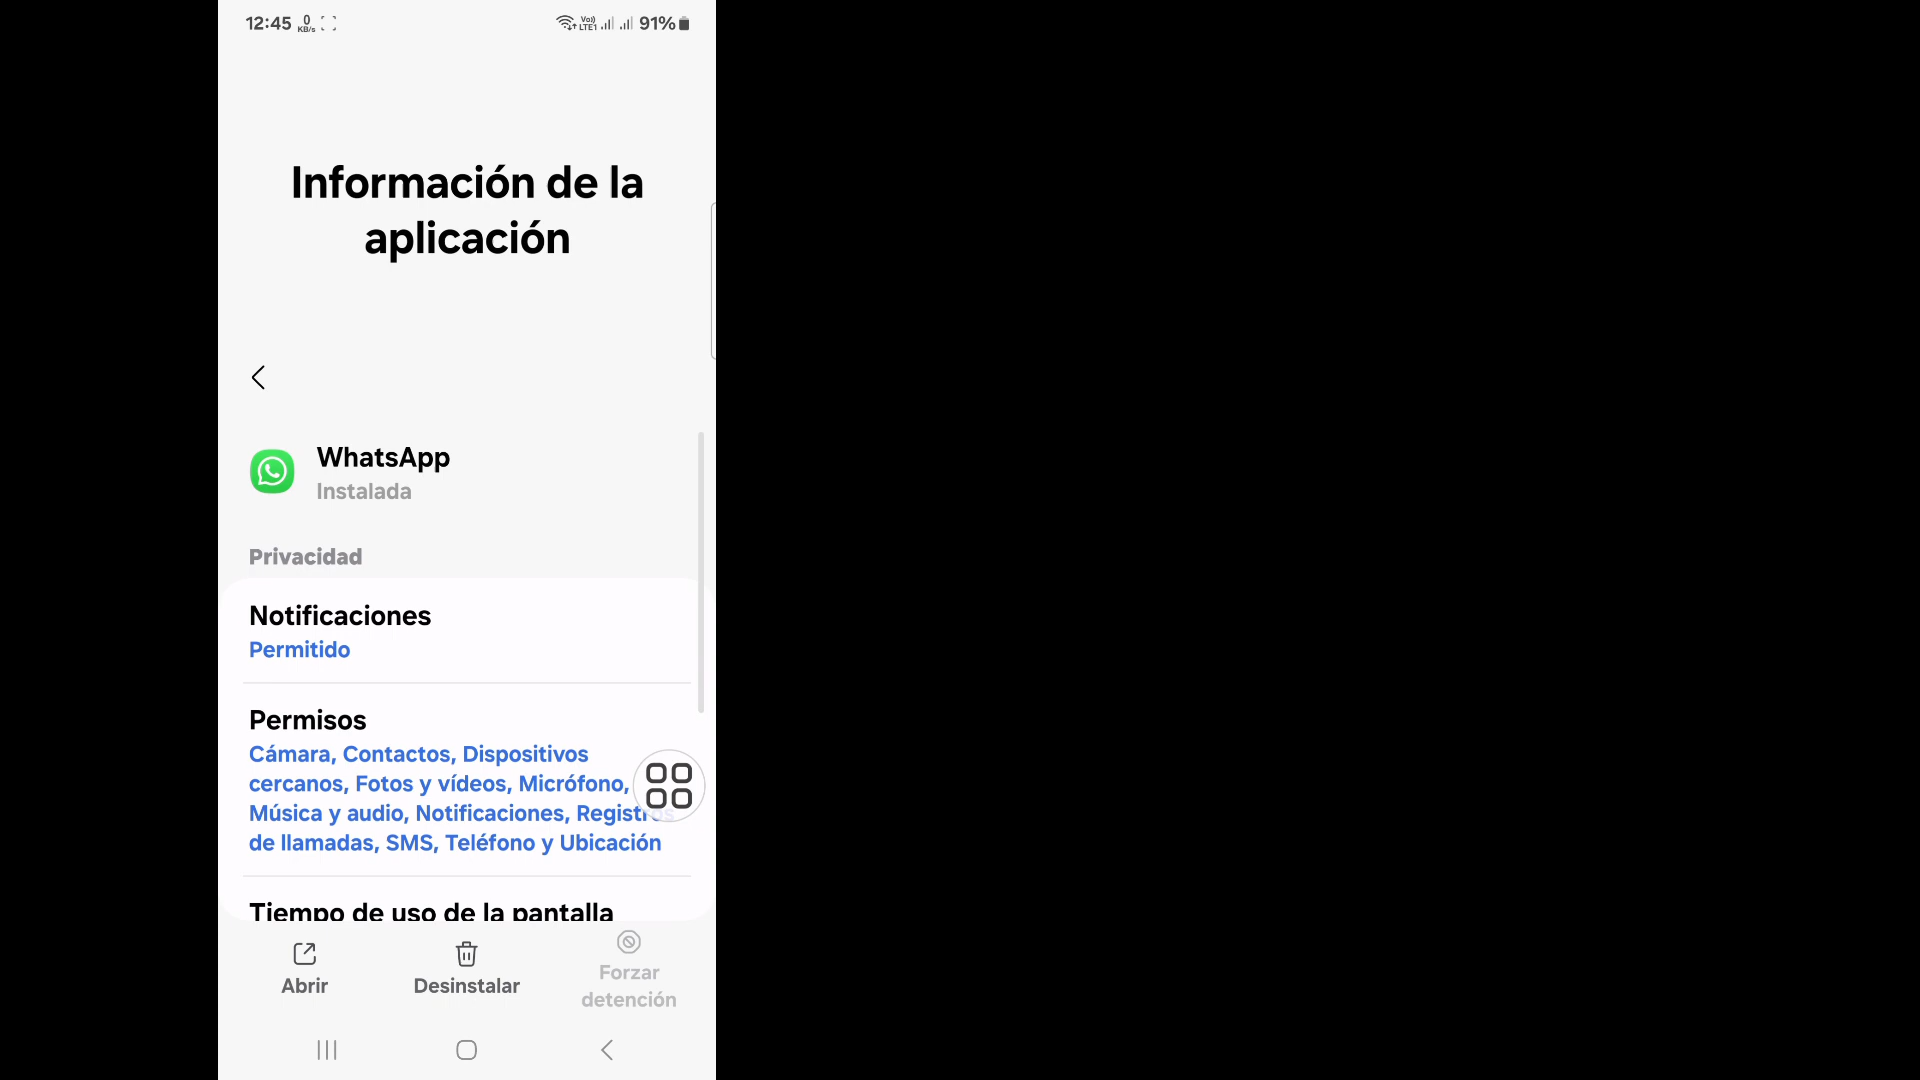 12:45 0 KB/s Vo) LTE1 91%
Información de la
aplicación
WhatsApp
Instalada
Privacidad
Notificaciones
Permitido
Permisos
Cámara, Contactos, Dispositivos
cercanos, Fotos y vídeos, Micrófono,
Música y audio, Notificaciones, Registros
de llamadas, SMS, Teléfono y Ubicación
Tiempo de uso de la pantalla
Abrir
Desinstalar
Forzar
detención